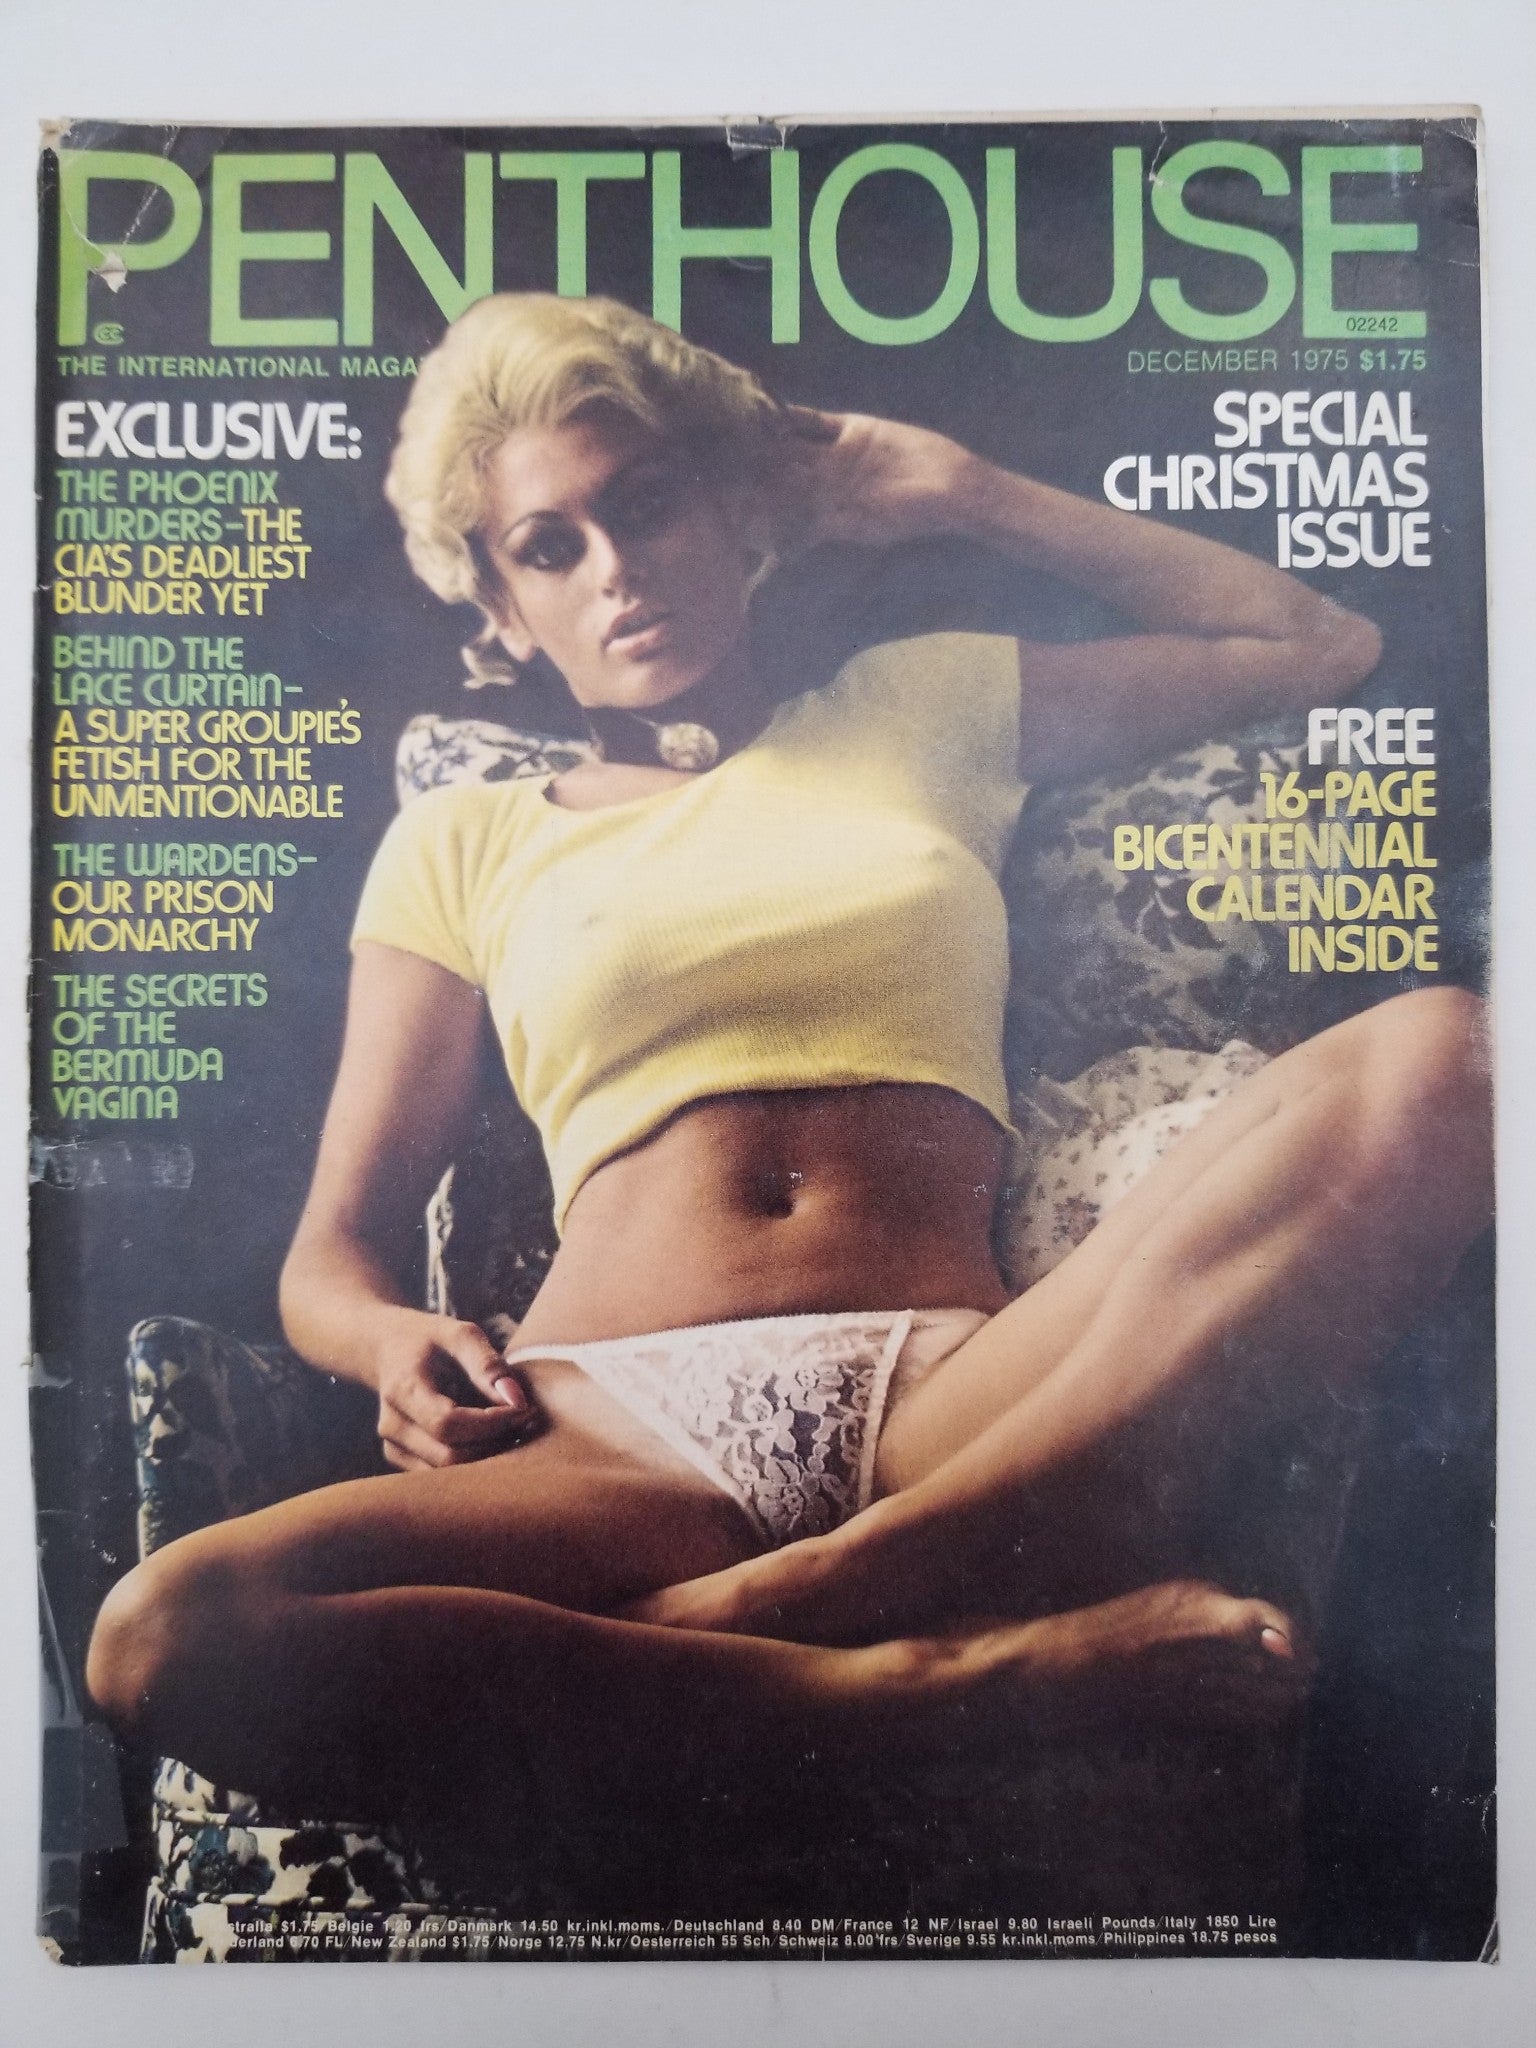 PENTHOUSE
02242
THE INTERNATIONAL MAGA
DECEMBER 1975 $1.75
EXCLUSIVE:
THE PHOENIX
MURDERS-THE
CIA'S DEADLIEST
BLUNDER YET
BEHIND THE
LACE CURTAIN-
A SUPER GROUPIE'S
FETISH FOR THE
UNMENTIONABLE
THE WARDENS-
OUR PRISON
MONARCHY
THE SECRETS
OF THE
BERMUDA
VAGINA
SPECIAL
CHRISTMAS
ISSUE
FREE
16-PAGE
BICENTENNIAL
CALENDAR
INSIDE
stralia $1.75/Belgie 1.20 frs/Danmark 14.50 kr.inkl.moms./Deutschland 8.40 DM/France 12 NF/Israel 9.80 Israeli Pounds/Italy 1850 Lire
derland 6.70 FL/New Zealand $1.75/Norge 12.75 N.kr/Oesterreich 55 Sch/Schweiz 8.00 frs/Sverige 9.55 kr.inkl.moms/Philippines 18.75 pesos